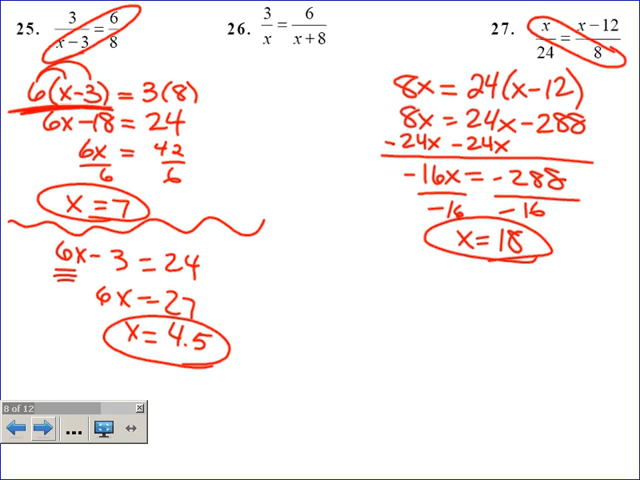 25. 3/(x−3) = 6/8
6(x-3) = 3(8)
6x-18 = 24
6x/6 = 42/6
x = 7
6x - 3 = 24
6x = 27
x = 4.5
26. 3/x = 6/(x+8)
27. x/24 = (x−12)/8
8x = 24(x-12)
8x = 24x - 288
-24x -24x
-16x = -288
-16 -16
x = 18
8 of 12
...